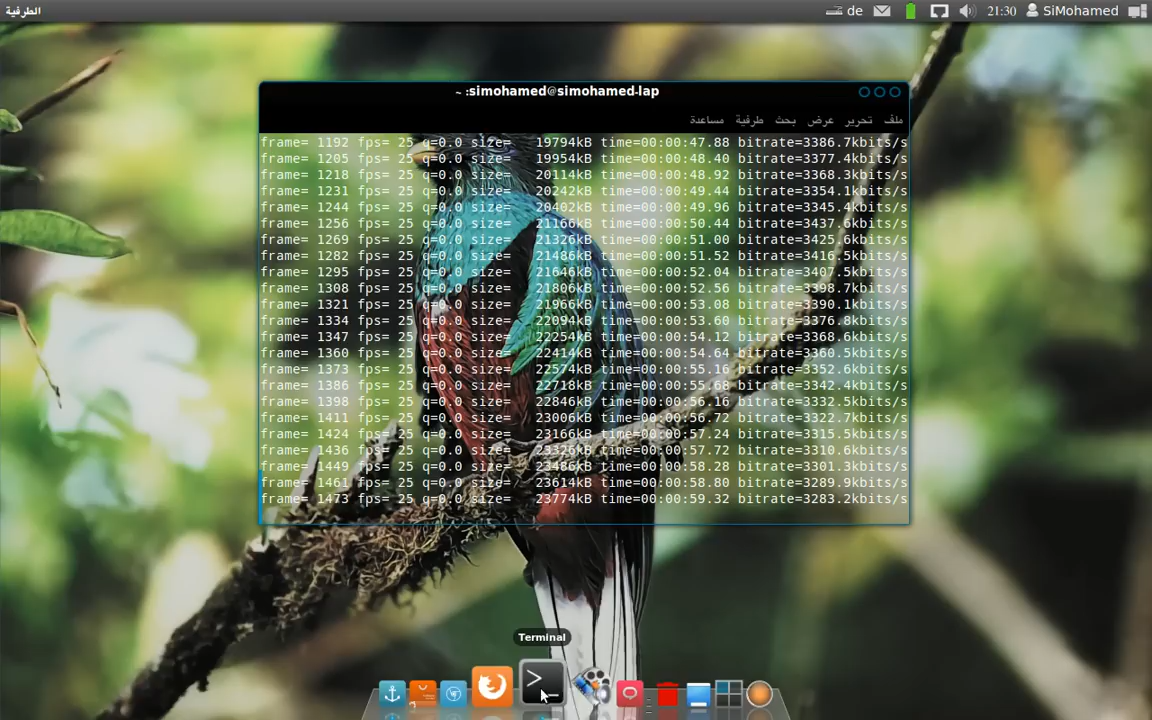 الطرفية
de
21:30
SiMohamed
~ :simohamed@simohamed-lap
ملف تحرير عرض بحث طرفية مساعدة
frame= 1192 fps= 25 q=0.0 size=   19794kB time=00:00:47.88 bitrate=3386.7kbits/s
frame= 1205 fps= 25 q=0.0 size=   19954kB time=00:00:48.40 bitrate=3377.4kbits/s
frame= 1218 fps= 25 q=0.0 size=   20114kB time=00:00:48.92 bitrate=3368.3kbits/s
frame= 1231 fps= 25 q=0.0 size=   20242kB time=00:00:49.44 bitrate=3354.1kbits/s
frame= 1244 fps= 25 q=0.0 size=   20402kB time=00:00:49.96 bitrate=3345.4kbits/s
frame= 1256 fps= 25 q=0.0 size=   21166kB time=00:00:50.44 bitrate=3437.6kbits/s
frame= 1269 fps= 25 q=0.0 size=   21326kB time=00:00:51.00 bitrate=3425.6kbits/s
frame= 1282 fps= 25 q=0.0 size=   21486kB time=00:00:51.52 bitrate=3416.5kbits/s
frame= 1295 fps= 25 q=0.0 size=   21646kB time=00:00:52.04 bitrate=3407.5kbits/s
frame= 1308 fps= 25 q=0.0 size=   21806kB time=00:00:52.56 bitrate=3398.7kbits/s
frame= 1321 fps= 25 q=0.0 size=   21966kB time=00:00:53.08 bitrate=3390.1kbits/s
frame= 1334 fps= 25 q=0.0 size=   22094kB time=00:00:53.60 bitrate=3376.8kbits/s
frame= 1347 fps= 25 q=0.0 size=   22254kB time=00:00:54.12 bitrate=3368.6kbits/s
frame= 1360 fps= 25 q=0.0 size=   22414kB time=00:00:54.64 bitrate=3360.5kbits/s
frame= 1373 fps= 25 q=0.0 size=   22574kB time=00:00:55.16 bitrate=3352.6kbits/s
frame= 1386 fps= 25 q=0.0 size=   22718kB time=00:00:55.68 bitrate=3342.4kbits/s
frame= 1398 fps= 25 q=0.0 size=   22846kB time=00:00:56.16 bitrate=3332.5kbits/s
frame= 1411 fps= 25 q=0.0 size=   23006kB time=00:00:56.72 bitrate=3322.7kbits/s
frame= 1424 fps= 25 q=0.0 size=   23166kB time=00:00:57.24 bitrate=3315.5kbits/s
frame= 1436 fps= 25 q=0.0 size=   23326kB time=00:00:57.72 bitrate=3310.6kbits/s
frame= 1449 fps= 25 q=0.0 size=   23486kB time=00:00:58.28 bitrate=3301.3kbits/s
frame= 1461 fps= 25 q=0.0 size=   23614kB time=00:00:58.80 bitrate=3289.9kbits/s
frame= 1473 fps= 25 q=0.0 size=   23774kB time=00:00:59.32 bitrate=3283.2kbits/s
Terminal